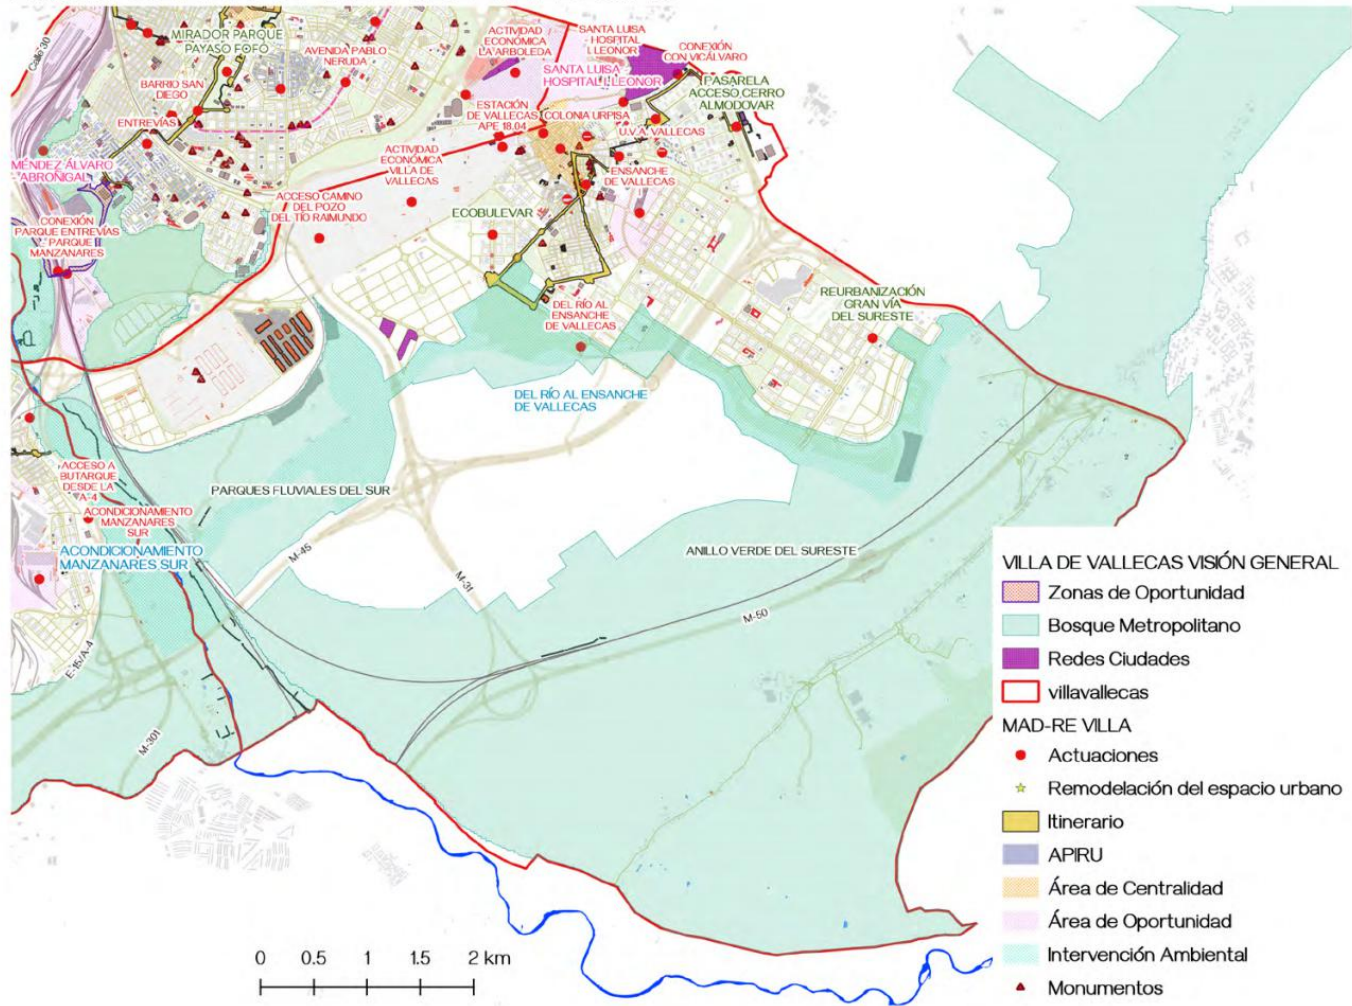 Calle 30
MIRADOR PARQUE
PAYASO FOFÓ
AVENIDA PABLO
NERUDA
ACTIVIDAD
ECONÓMICA
LA ARBOLEDA
SANTA LUISA
- HOSPITAL
I. LEONOR
SANTA LUISA -
HOSPITAL I. LEONOR
CONEXIÓN
CON VICÁLVARO
PASARELA
ACCESO CERRO
ALMODOVAR
BARRIO SAN
DIEGO
ENTREVÍAS
ESTACIÓN
DE VALLECAS
APE 18.04
COLONIA URPISA
U.V.A. VALLECAS
MÉNDEZ ÁLVARO
- ABROÑIGAL
ACTIVIDAD
ECONÓMICA
VILLA DE
VALLECAS
ENSANCHE
DE VALLECAS
ACCESO CAMINO
DEL POZO
DEL TÍO RAIMUNDO
ECOBULEVAR
CONEXIÓN
PARQUE ENTREVÍAS
- PARQUE
MANZANARES
DEL RÍO AL
ENSANCHE
DE VALLECAS
REURBANIZACIÓN
GRAN VÍA
DEL SURESTE
DEL RÍO AL ENSANCHE
DE VALLECAS
ACCESO A
BUTARQUE
DESDE LA
A-4
PARQUES FLUVIALES DEL SUR
ACONDICIONAMIENTO
MANZANARES
SUR
ACONDICIONAMIENTO
MANZANARES SUR
M-45
M-31
ANILLO VERDE DEL SURESTE
M-50
E-15/A-4
M-301
VILLA DE VALLECAS VISIÓN GENERAL
Zonas de Oportunidad
Bosque Metropolitano
Redes Ciudades
villavallecas
MAD-RE VILLA
Actuaciones
Remodelación del espacio urbano
Itinerario
APIRU
Área de Centralidad
Área de Oportunidad
Intervención Ambiental
Monumentos
0 0.5 1 1.5 2 km